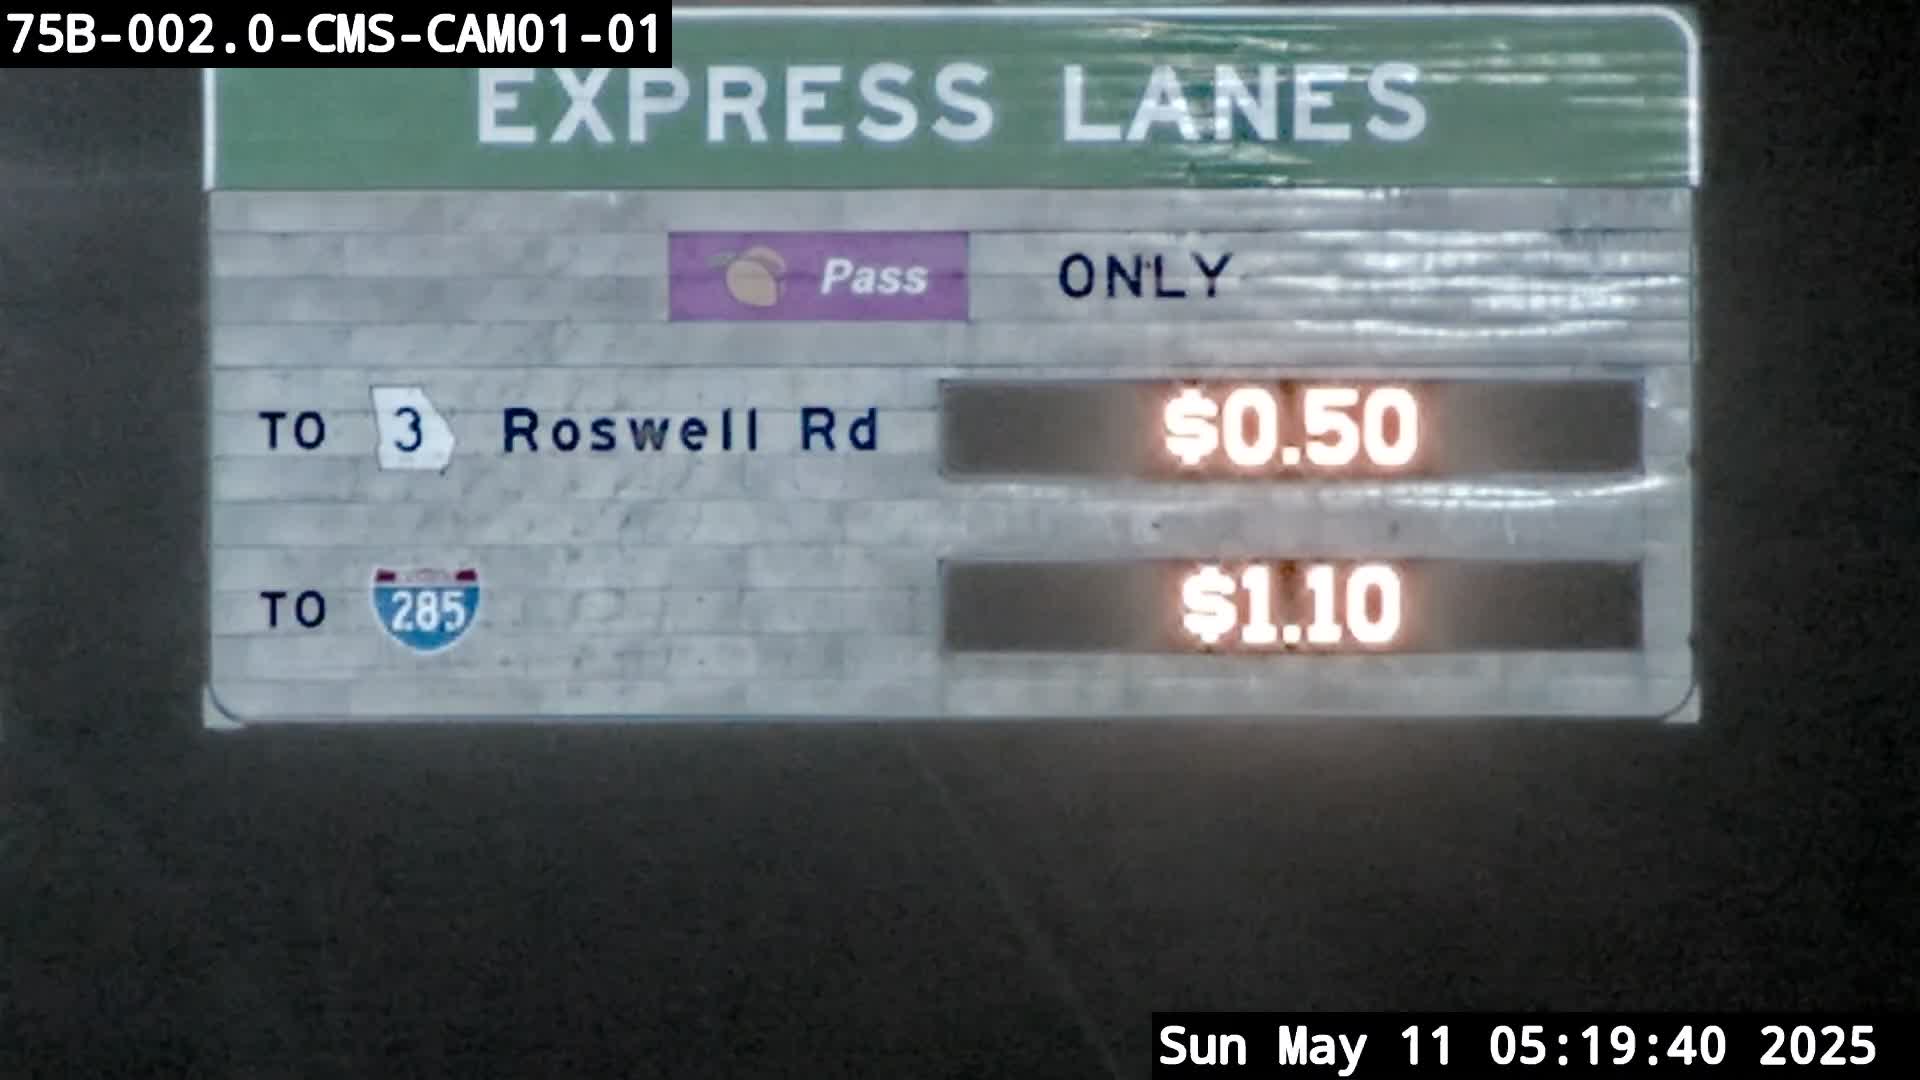 75B-002.0-CMS-CAM01-01
EXPRESS LANES
Pass ONLY
TO 3 Roswell Rd $0.50
TO 285 $1.10
Sun May 11 05:19:40 2025